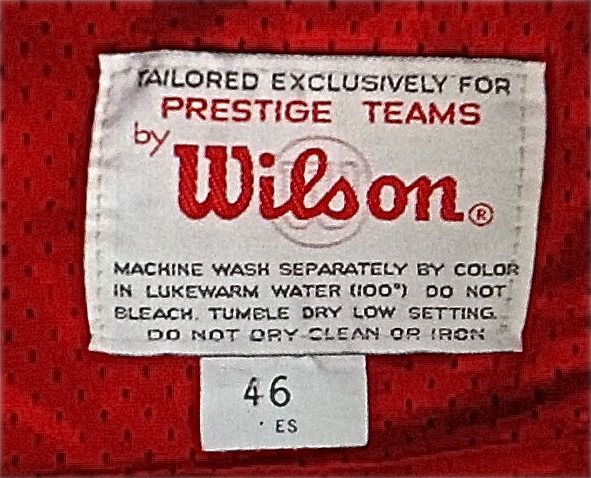 TAILORED EXCLUSIVELY FOR
PRESTIGE TEAMS
by
Wilson®
MACHINE WASH SEPARATELY BY COLOR
IN LUKEWARM WATER (100°) DO NOT
BLEACH. TUMBLE DRY LOW SETTING.
DO NOT DRY CLEAN OR IRON
46
ES